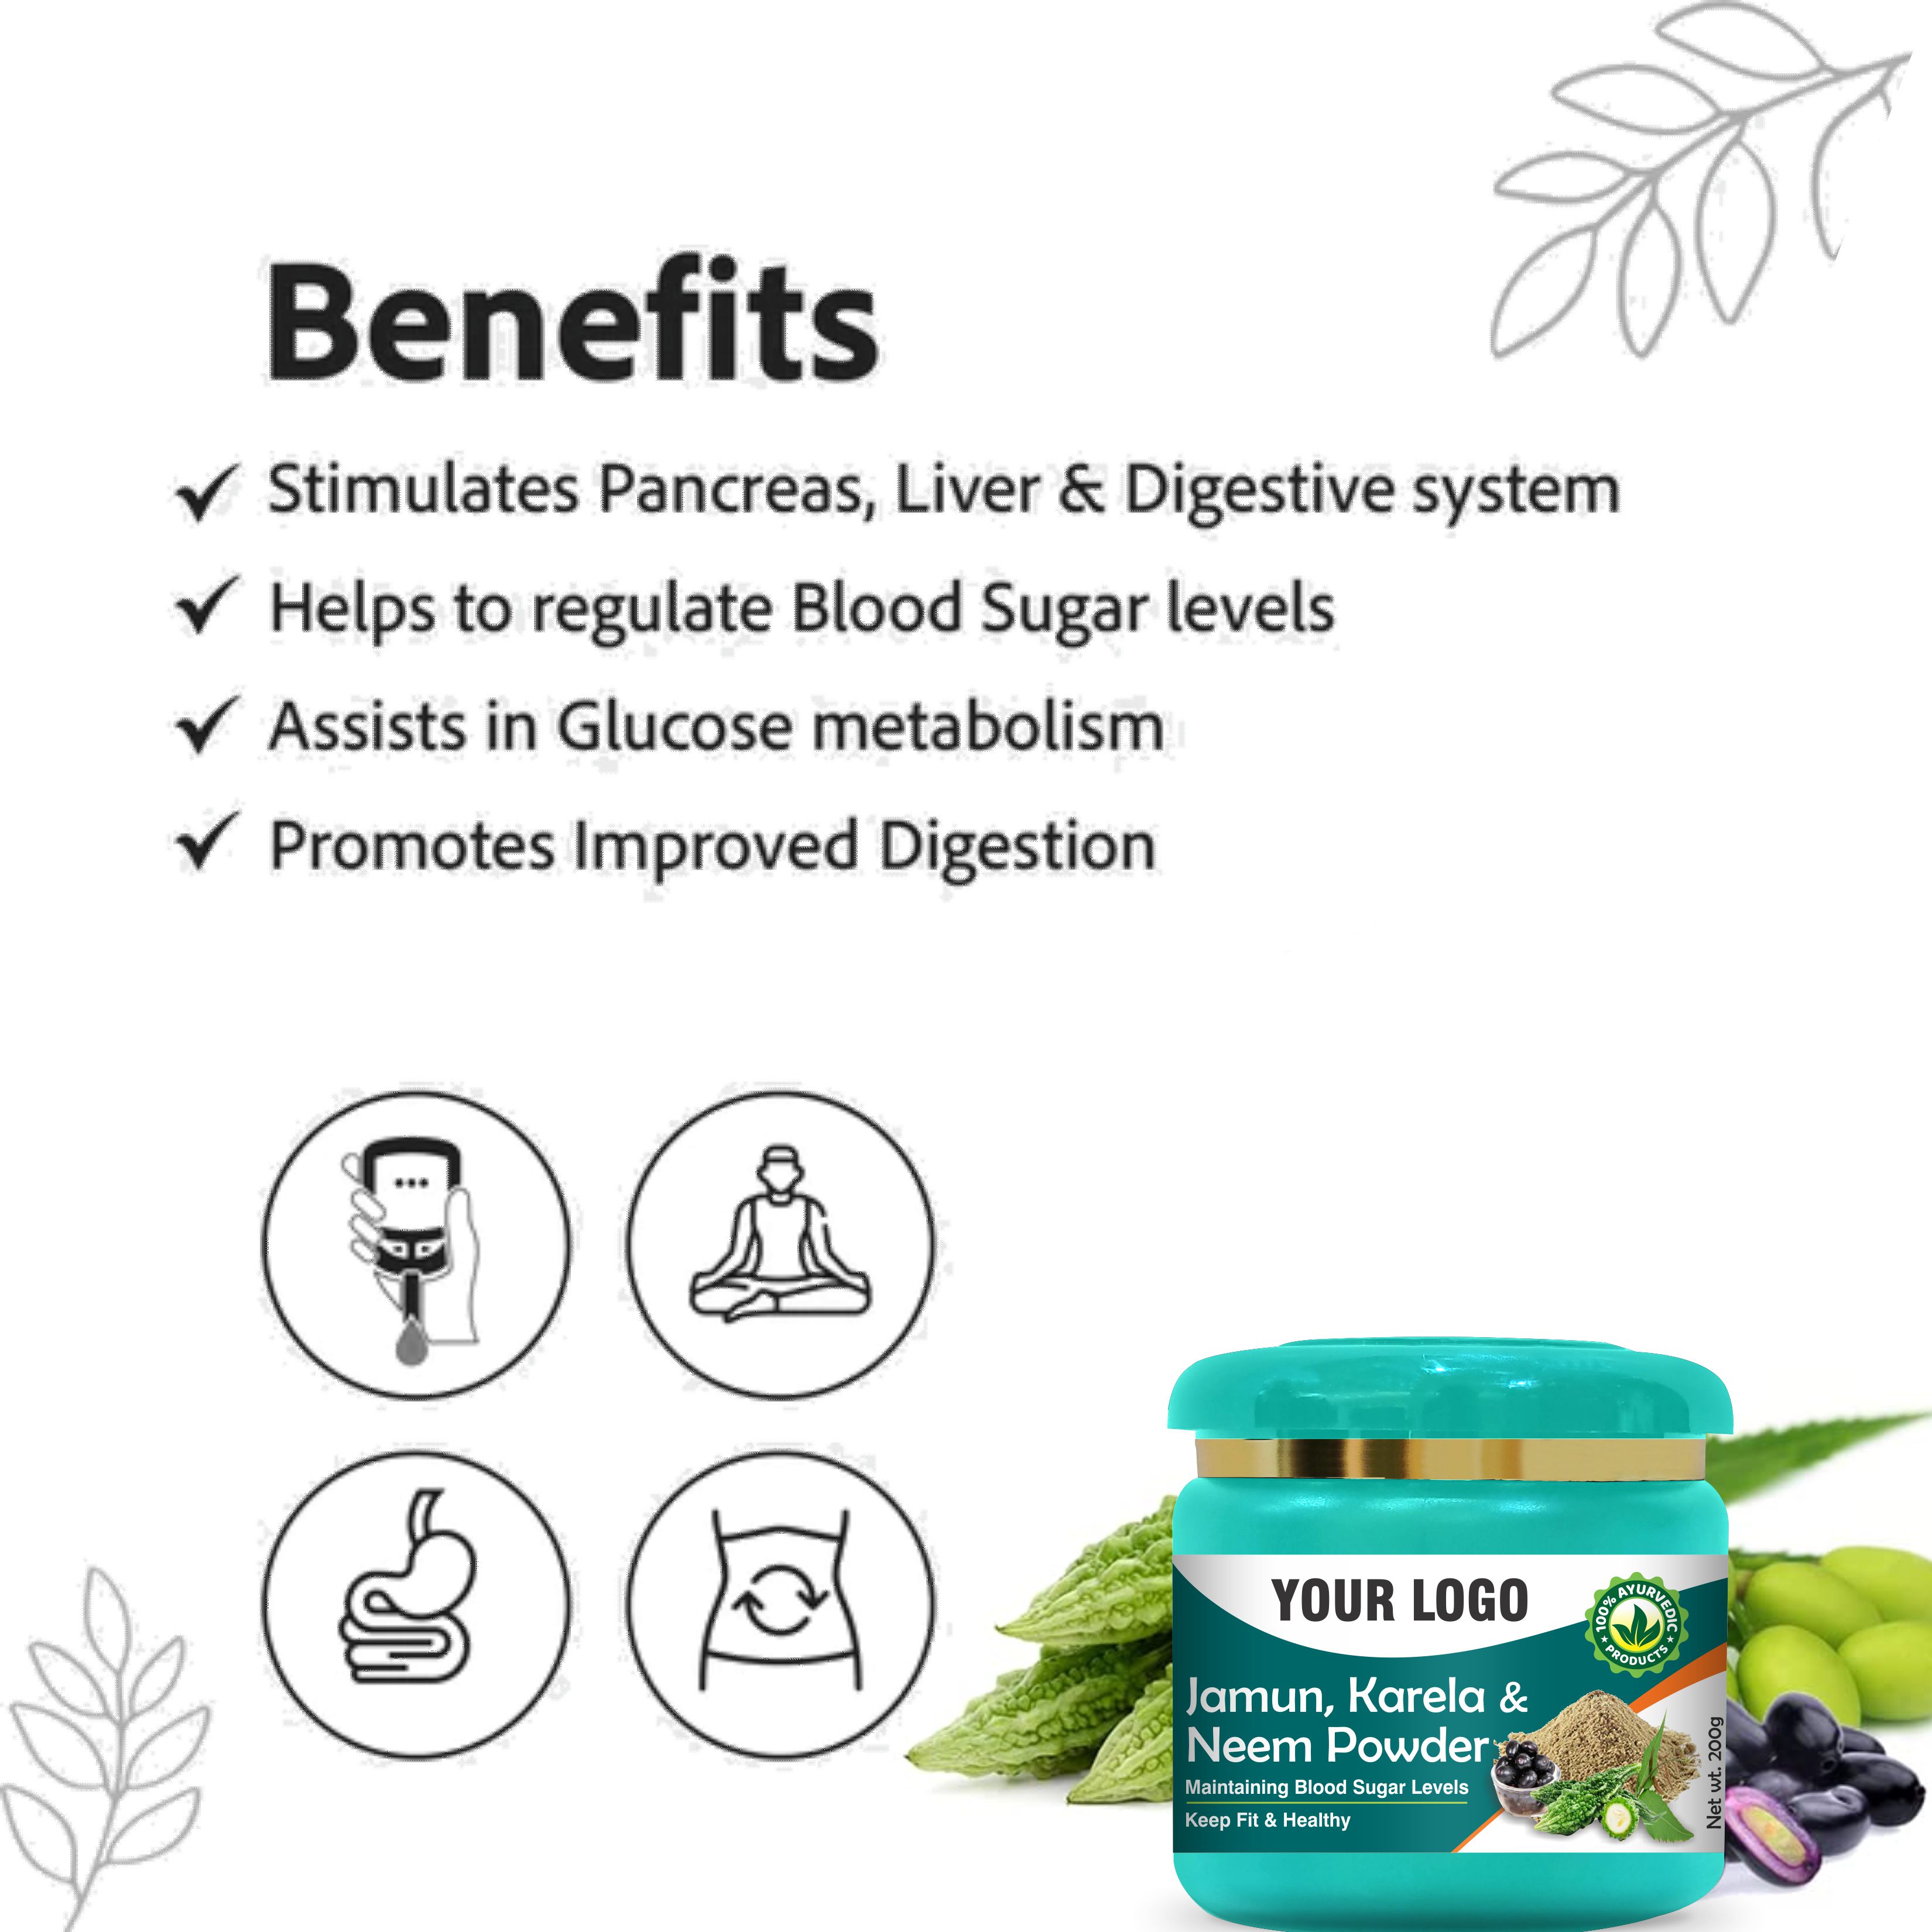 Benefits
Stimulates Pancreas, Liver & Digestive system
Helps to regulate Blood Sugar levels
Assists in Glucose metabolism
Promotes Improved Digestion
YOUR LOGO
100% AYURVEDIC
PRODUCTS
Jamun, Karela &
Neem Powder
Maintaining Blood Sugar Levels
Keep Fit & Healthy
Net wt. 200g